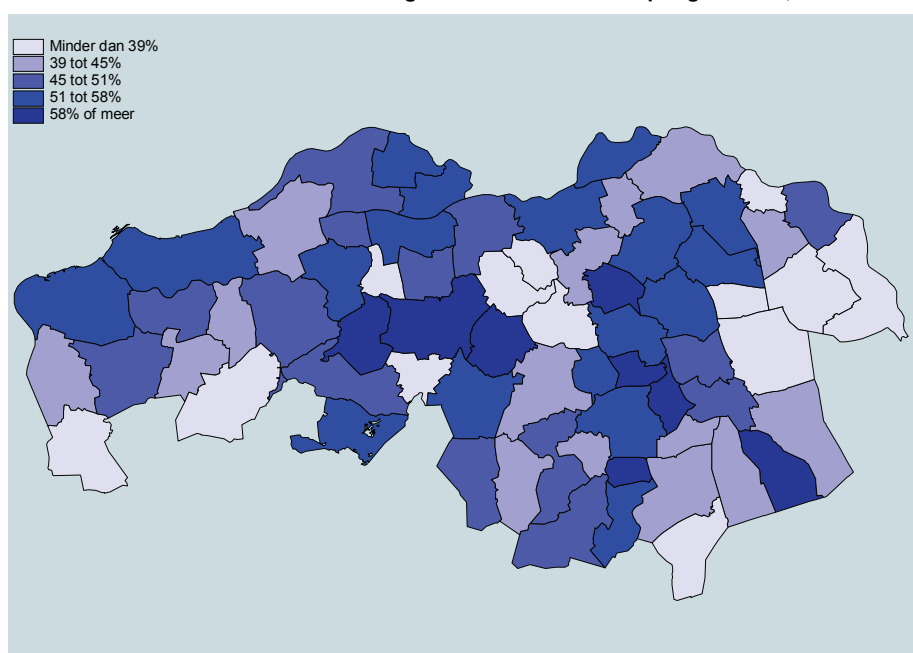 Minder dan 39%
39 tot 45%
45 tot 51%
51 tot 58%
58% of meer